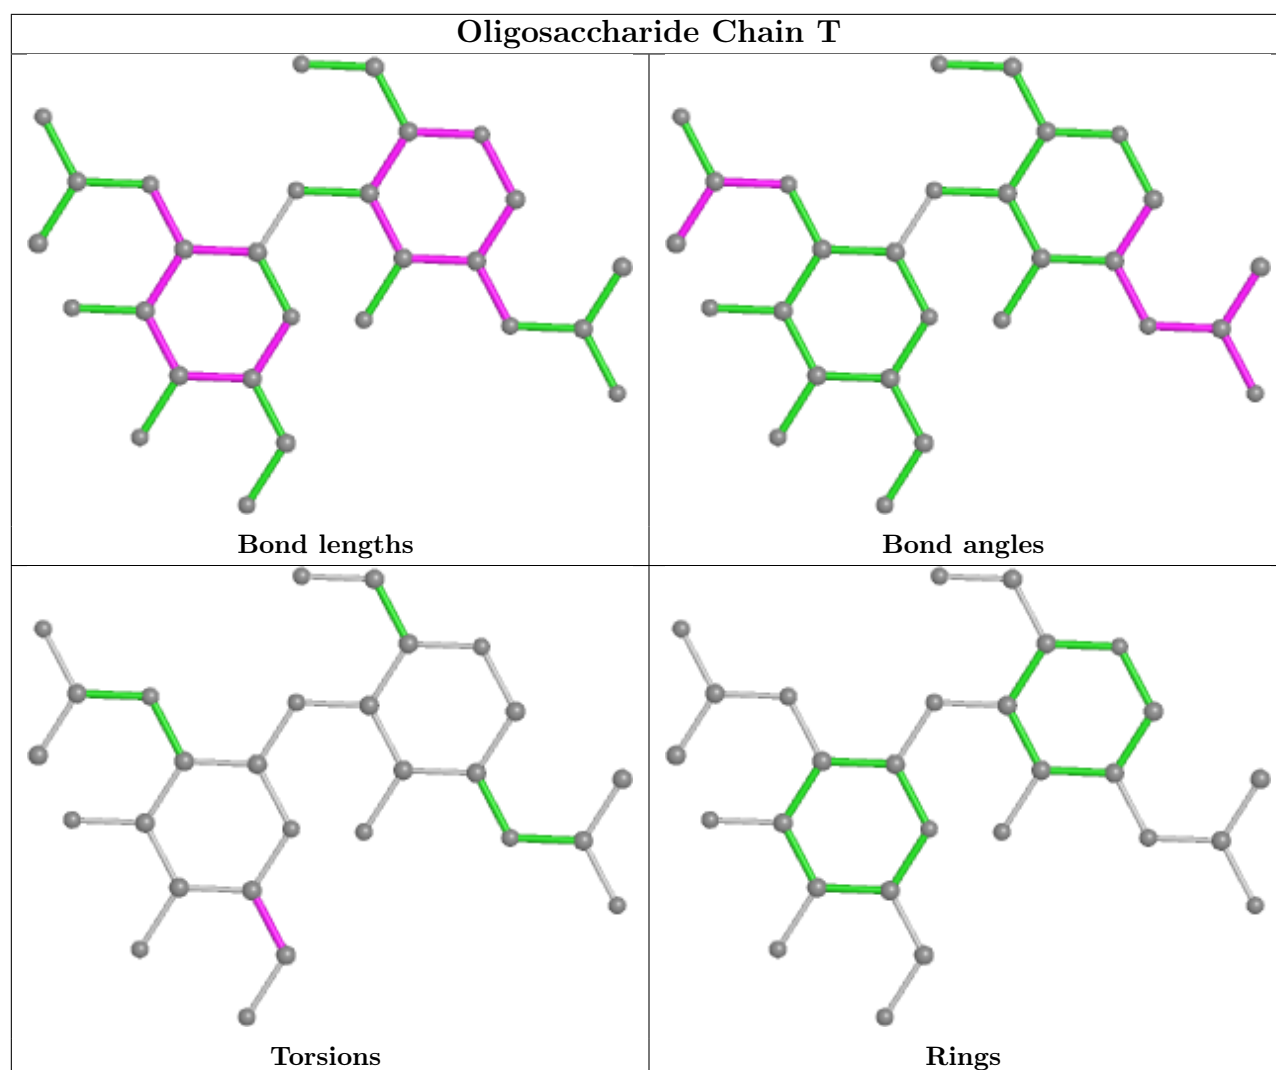 Oligosaccharide Chain T
Bond lengths
Bond angles
Torsions
Rings